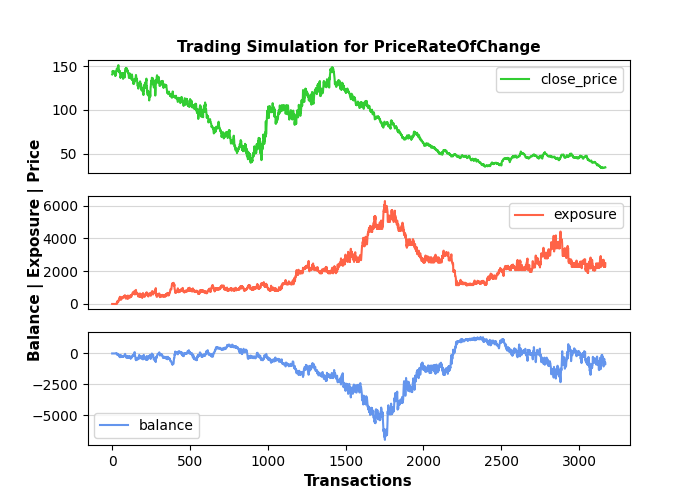 Trading Simulation for PriceRateOfChange
150
100
50
close_price
Balance | Exposure | Price
6000
4000
2000
0
exposure
0
−2500
−5000
balance
0 500 1000 1500 2000 2500 3000
Transactions